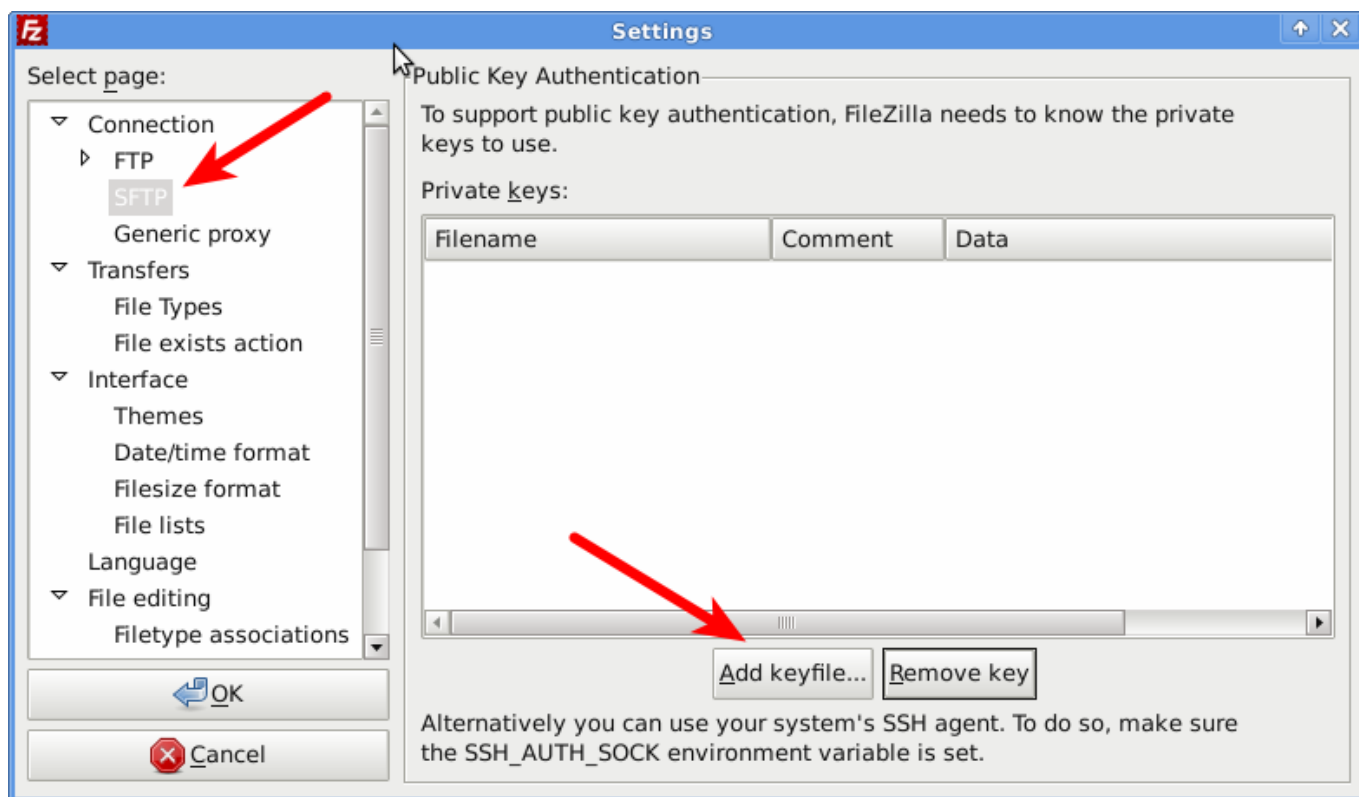 Fz
Settings
Select page:
Connection
FTP
SFTP
Generic proxy
Transfers
File Types
File exists action
Interface
Themes
Date/time format
Filesize format
File lists
Language
File editing
Filetype associations
OK
Cancel
Public Key Authentication
To support public key authentication, FileZilla needs to know the private
keys to use.
Private keys:
Filename Comment Data
Add keyfile... Remove key
Alternatively you can use your system's SSH agent. To do so, make sure
the SSH_AUTH_SOCK environment variable is set.